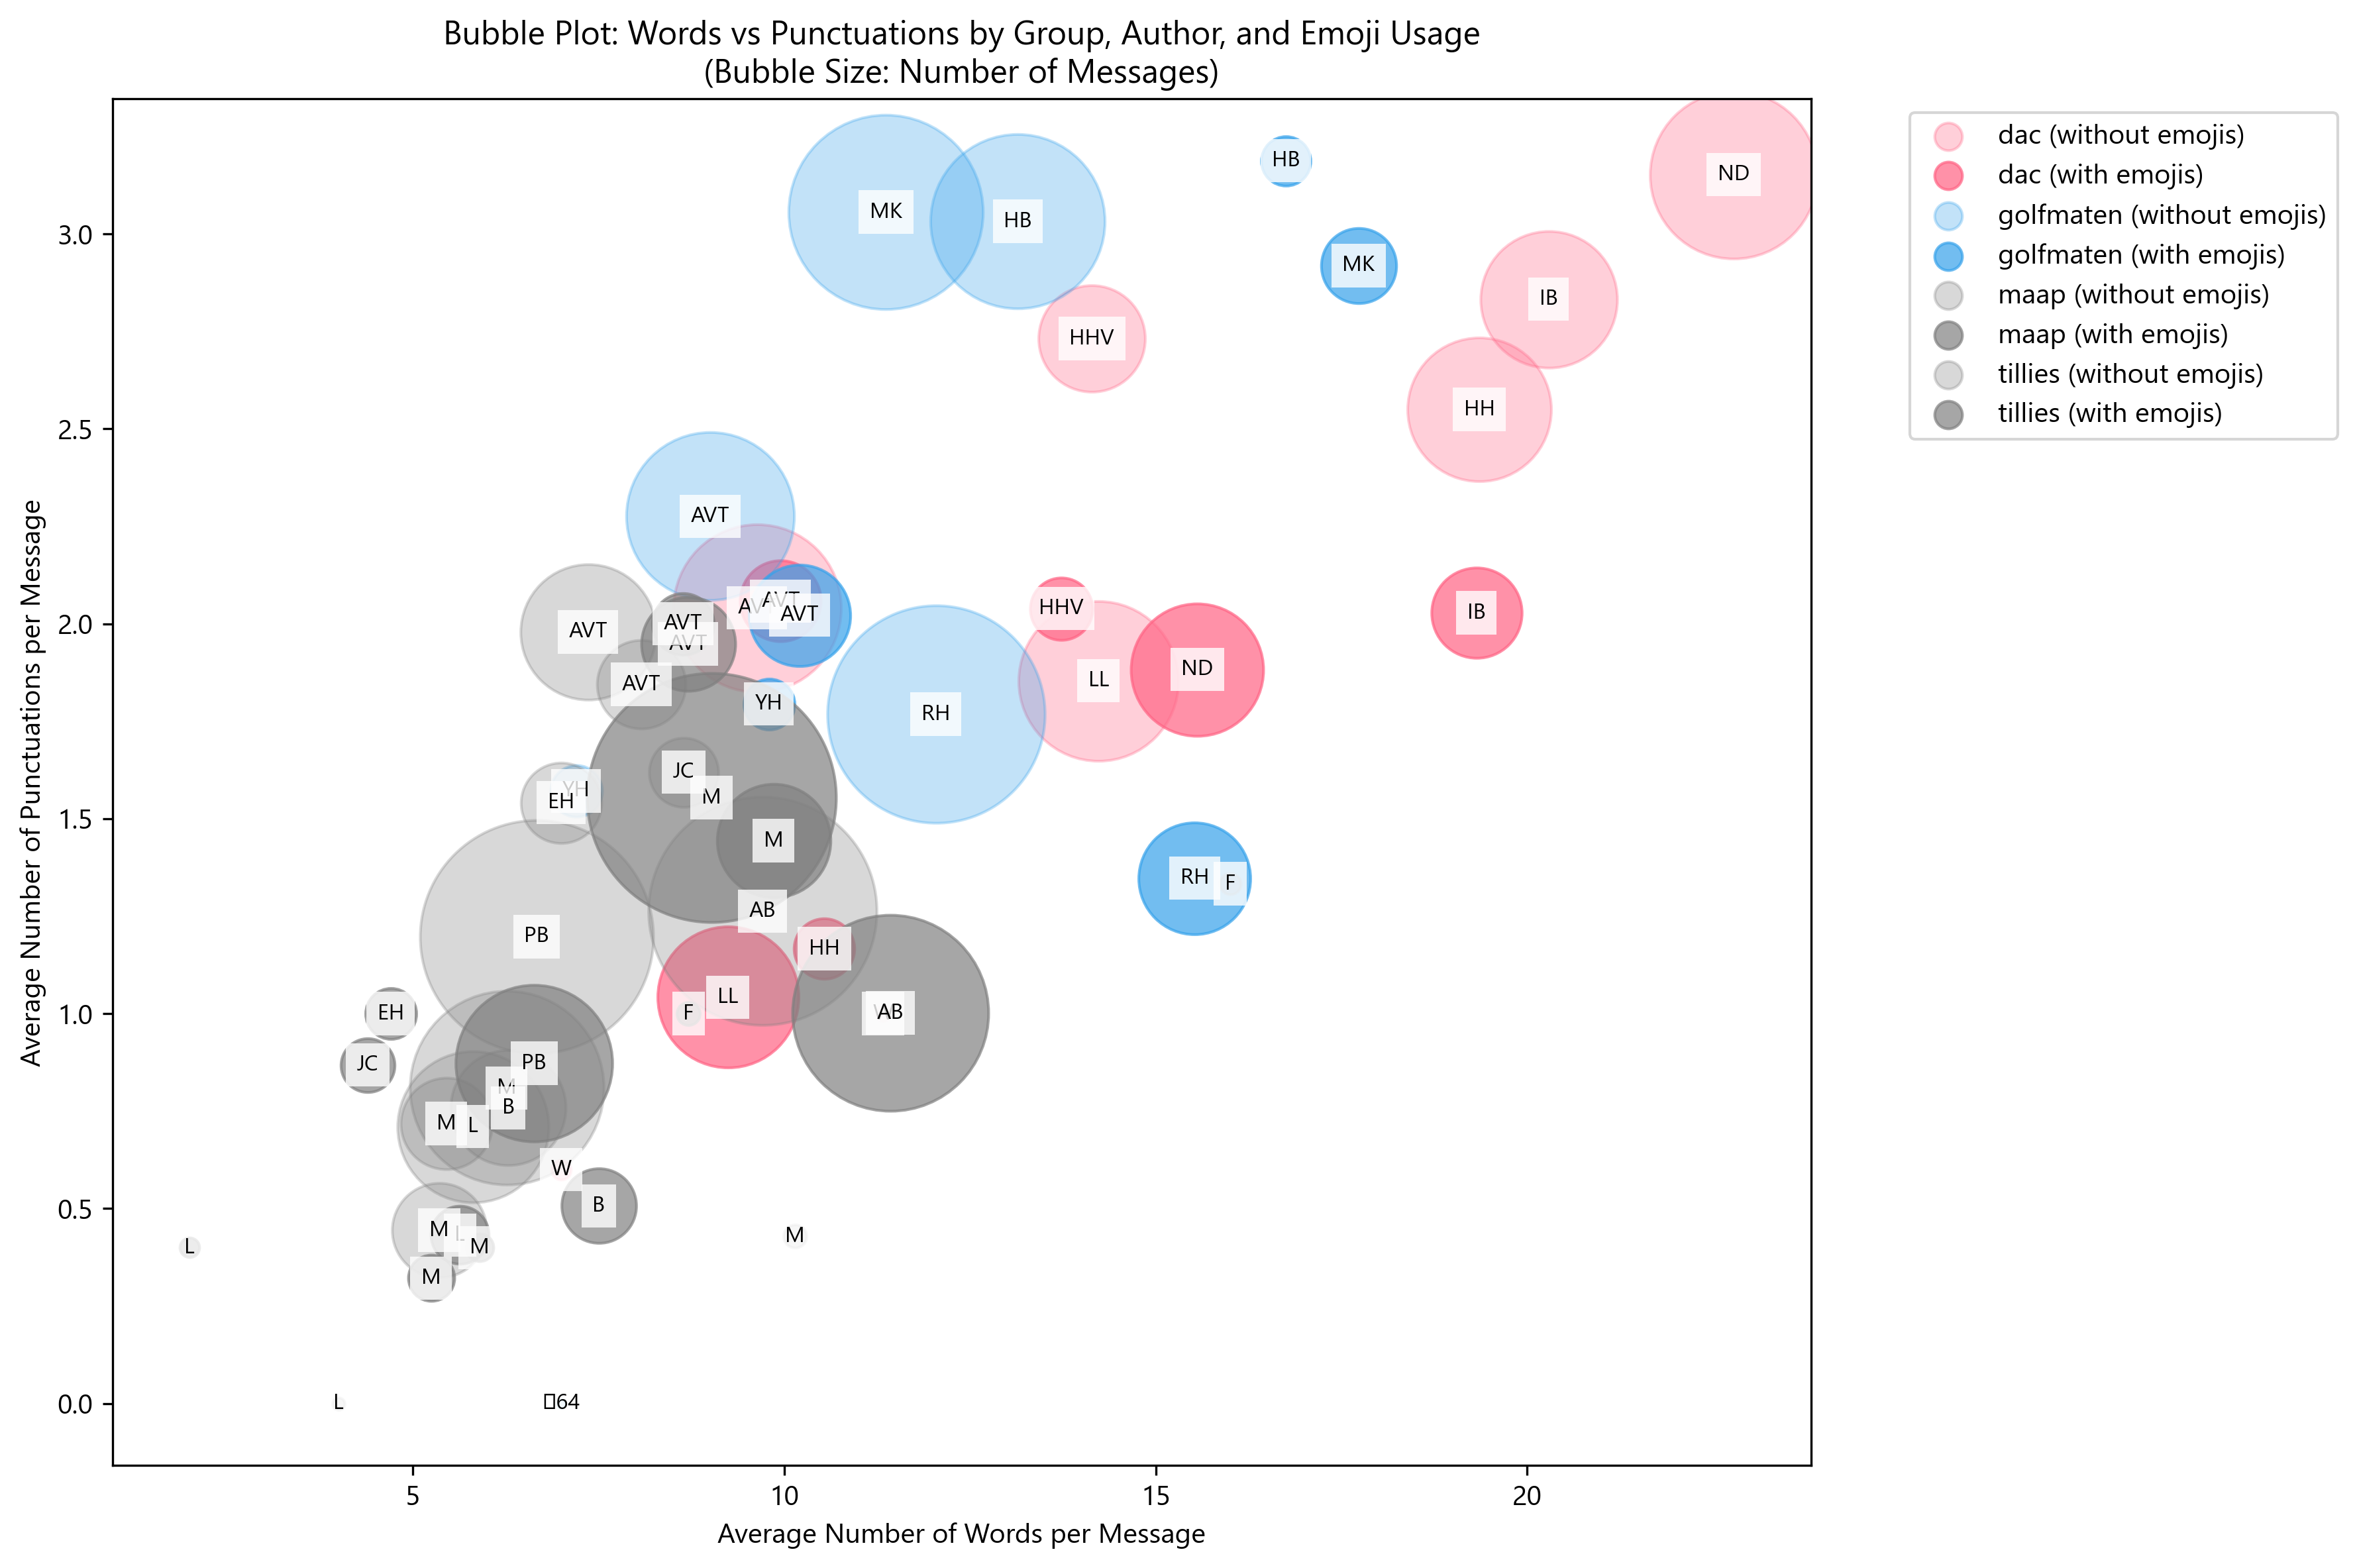 Bubble Plot: Words vs Punctuations by Group, Author, and Emoji Usage
(Bubble Size: Number of Messages)
dac (without emojis)
dac (with emojis)
golfmaten (without emojis)
golfmaten (with emojis)
maap (without emojis)
maap (with emojis)
tillies (without emojis)
tillies (with emojis)
Average Number of Punctuations per Message
3.0
2.5
2.0
1.5
1.0
0.5
0.0
HB
ND
MK
HB
MK
IB
HHV
HH
AVT
AVT
AVT
AVT
AVT
AVT
AVT
HHV
IB
LL
ND
AVT
YH
RH
JC
M
YH
EH
M
RH
F
AB
PB
HH
LL
F
AB
EH
JC
PB
M
B
M
L
W
B
M
L
M
M
M
L
L
64
5
10
15
20
Average Number of Words per Message